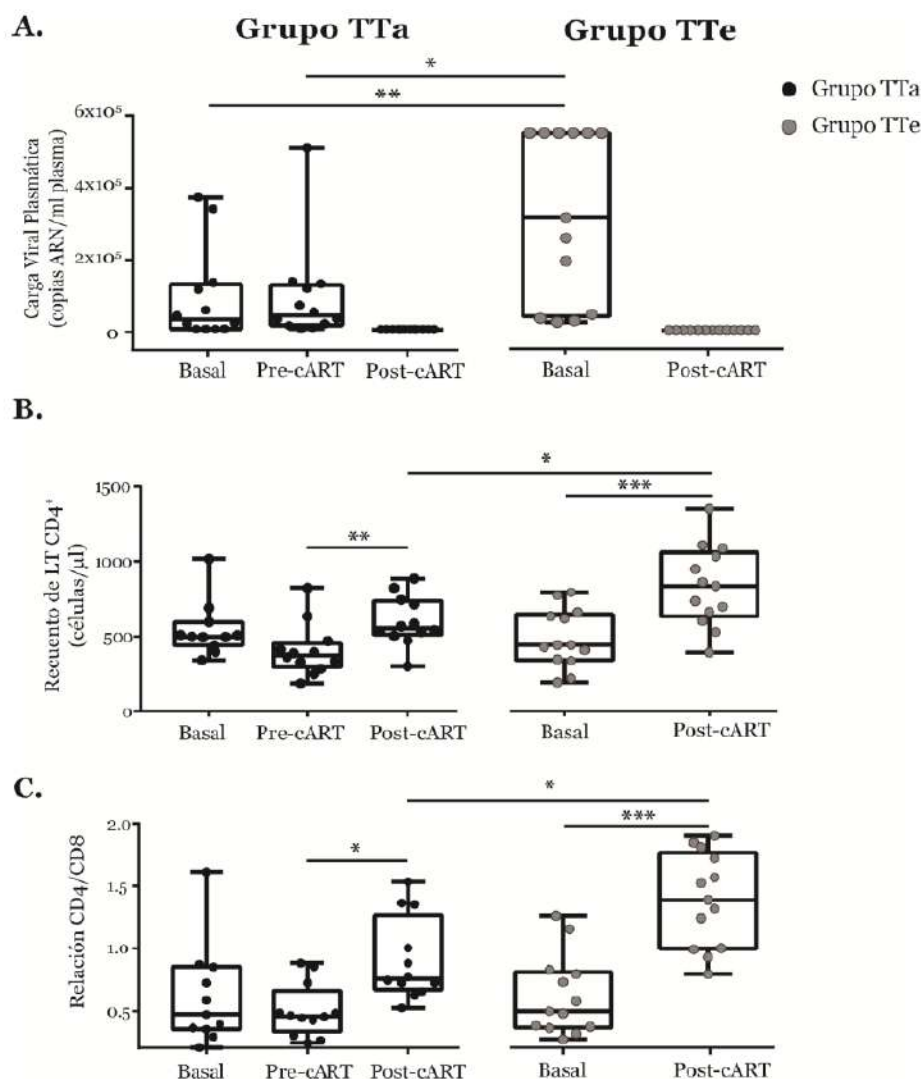 A.
Grupo TTa
Grupo TTe
*
**
Grupo TTa
Grupo TTe
Carga Viral Plasmática
(copias ARN/ml plasma)
6x10⁵
4x10⁵
2x10⁵
0
Basal
Pre-cART
Post-cART
Basal
Post-cART
B.
*
**
***
Recuento de LT CD4⁺
(células/µl)
1500
1000
500
0
Basal
Pre-cART
Post-cART
Basal
Post-cART
C.
*
*
***
Relación CD4/CD8
2.0
1.5
1.0
0.5
Basal
Pre-cART
Post-cART
Basal
Post-cART